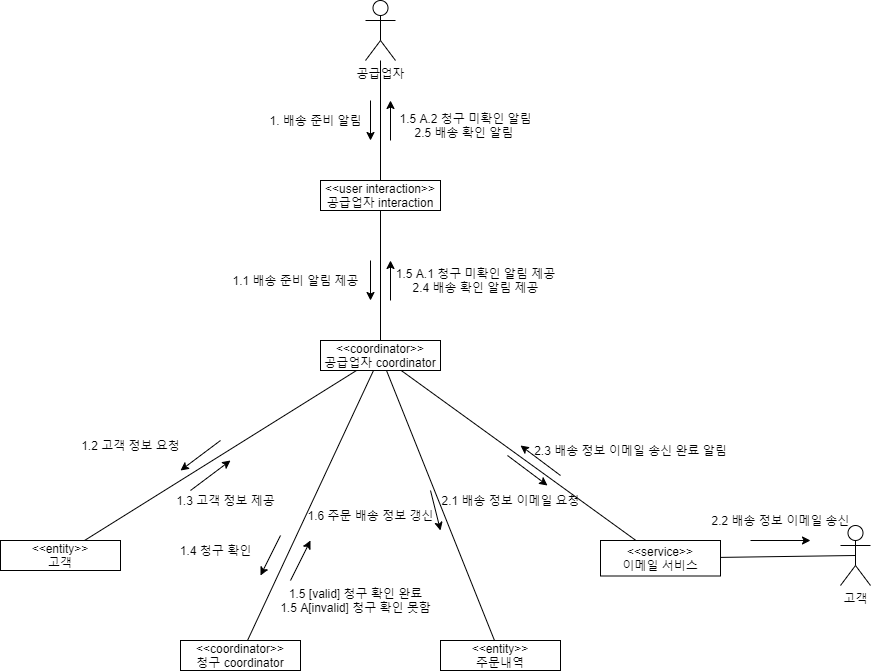 공급업자
1. 배송 준비 알림
1.5 A.2 청구 미확인 알림
2.5 배송 확인 알림
<<user interaction>>
공급업자 interaction
1.1 배송 준비 알림 제공
1.5 A.1 청구 미확인 알림 제공
2.4 배송 확인 알림 제공
<<coordinator>>
공급업자 coordinator
1.2 고객 정보 요청
2.3 배송 정보 이메일 송신 완료 알림
1.3 고객 정보 제공
2.1 배송 정보 이메일 요청
1.6 주문 배송 정보 갱신
2.2 배송 정보 이메일 송신
<<entity>>
고객
1.4 청구 확인
<<service>>
이메일 서비스
고객
1.5 [valid] 청구 확인 완료
1.5 A[invalid] 청구 확인 못함
<<coordinator>>
청구 coordinator
<<entity>>
주문내역